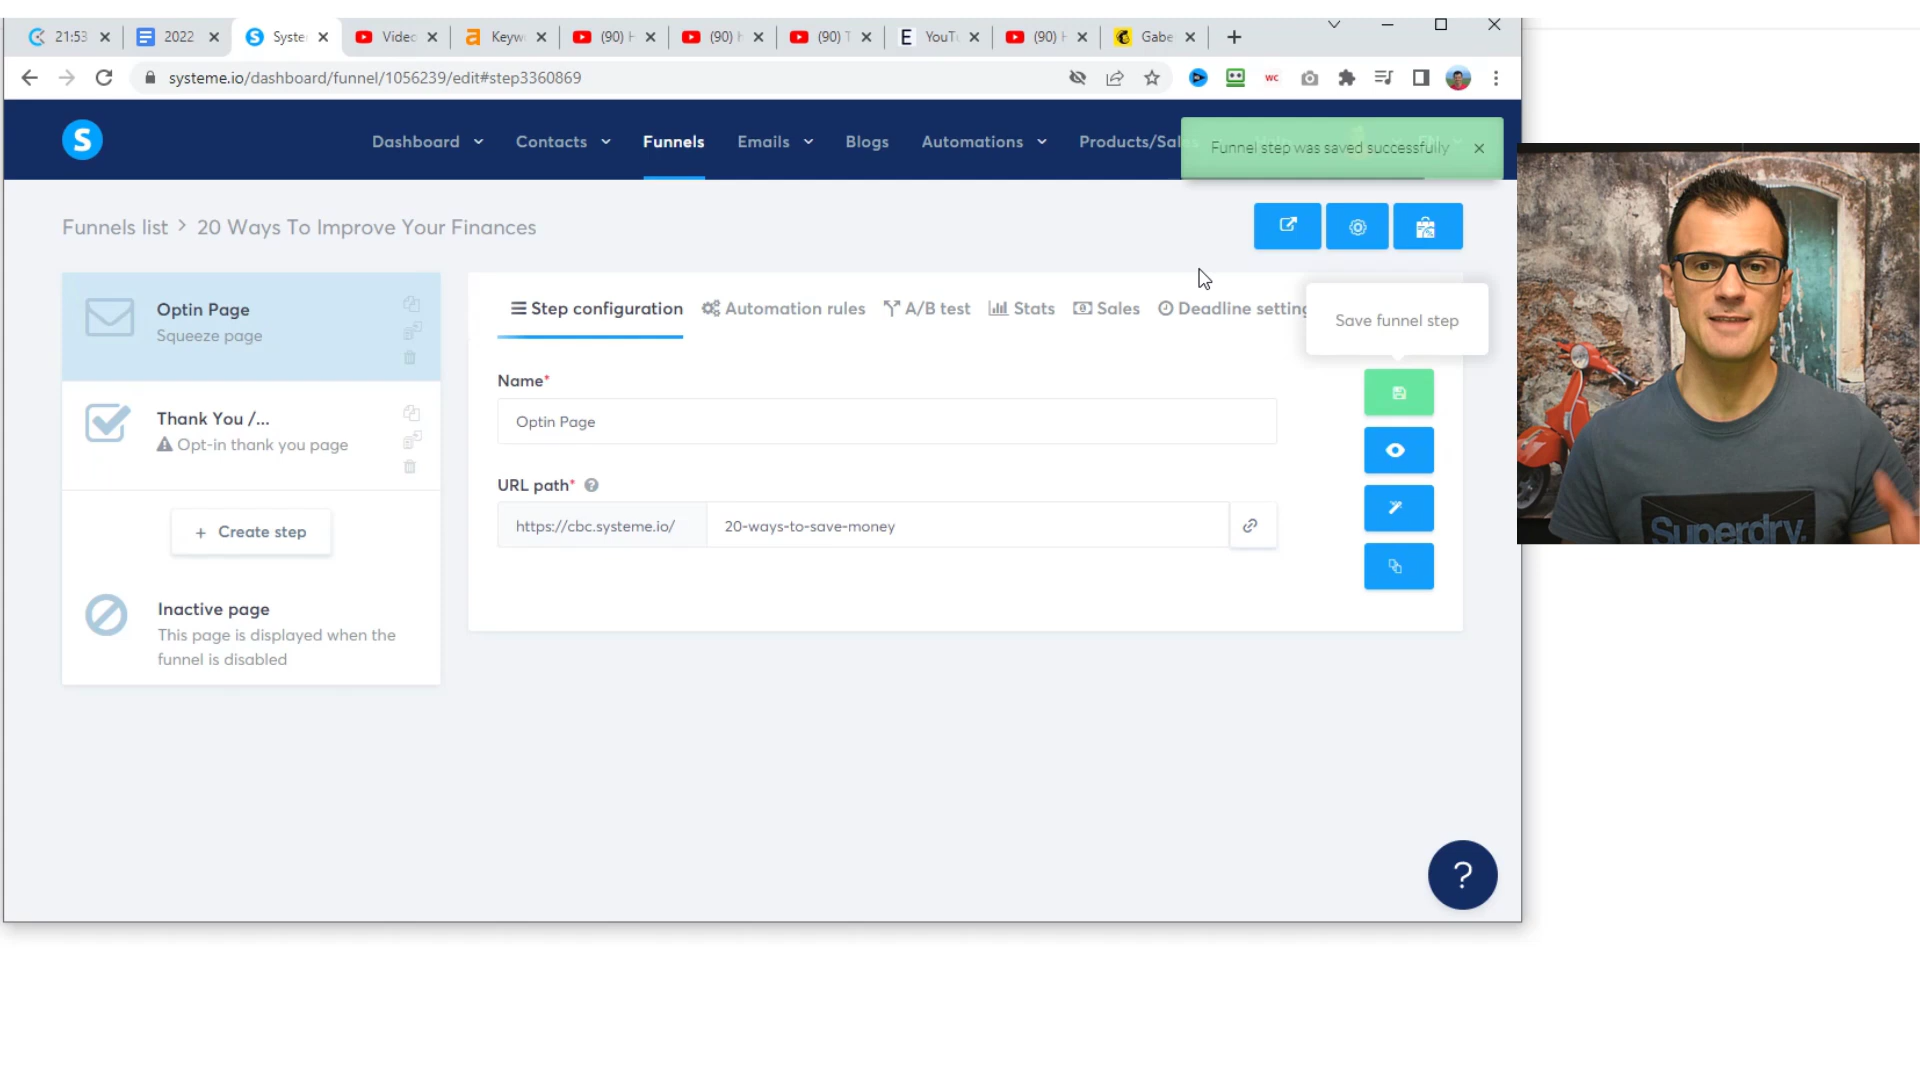 21:53
2022
Syste
Video
Keyw
(90) H
(90) h
(90) T
YouTu
(90) H
Gabe
systeme.io/dashboard/funnel/1056239/edit#step3360869
Dashboard
Contacts
Funnels
Emails
Blogs
Automations
Products/Sal
Funnel step was saved successfully
Funnels list > 20 Ways To Improve Your Finances
Optin Page
Squeeze page
Thank You /...
Opt-in thank you page
+ Create step
Inactive page
This page is displayed when the
funnel is disabled
Step configuration
Automation rules
A/B test
Stats
Sales
Deadline setting
Save funnel step
Name*
Optin Page
URL path*
https://cbc.systeme.io/
20-ways-to-save-money
?
Superdry.